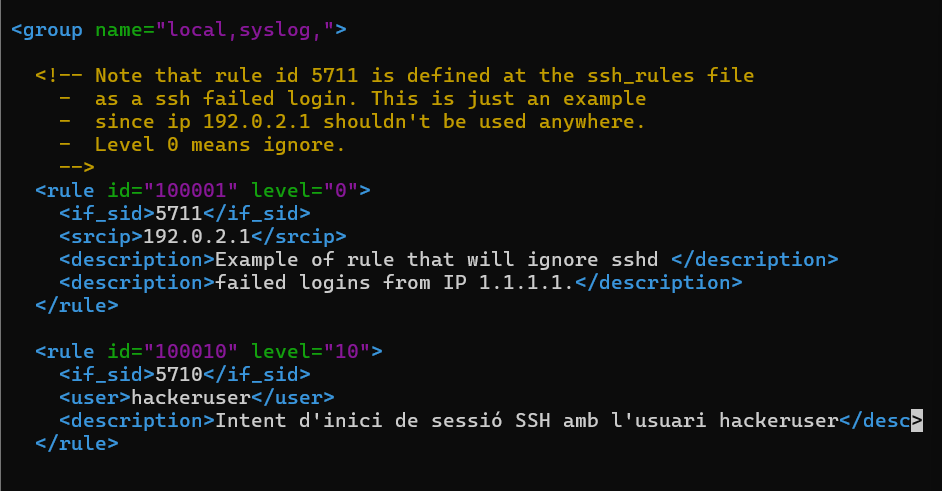 <group name="local,syslog,">
<!-- Note that rule id 5711 is defined at the ssh_rules file
-  as a ssh failed login. This is just an example
-  since ip 192.0.2.1 shouldn't be used anywhere.
-  Level 0 means ignore.
-->
<rule id="100001" level="0">
<if_sid>5711</if_sid>
<srcip>192.0.2.1</srcip>
<description>Example of rule that will ignore sshd </description>
<description>failed logins from IP 1.1.1.1.</description>
</rule>
<rule id="100010" level="10">
<if_sid>5710</if_sid>
<user>hackeruser</user>
<description>Intent d'inici de sessió SSH amb l'usuari hackeruser</desc>
</rule>